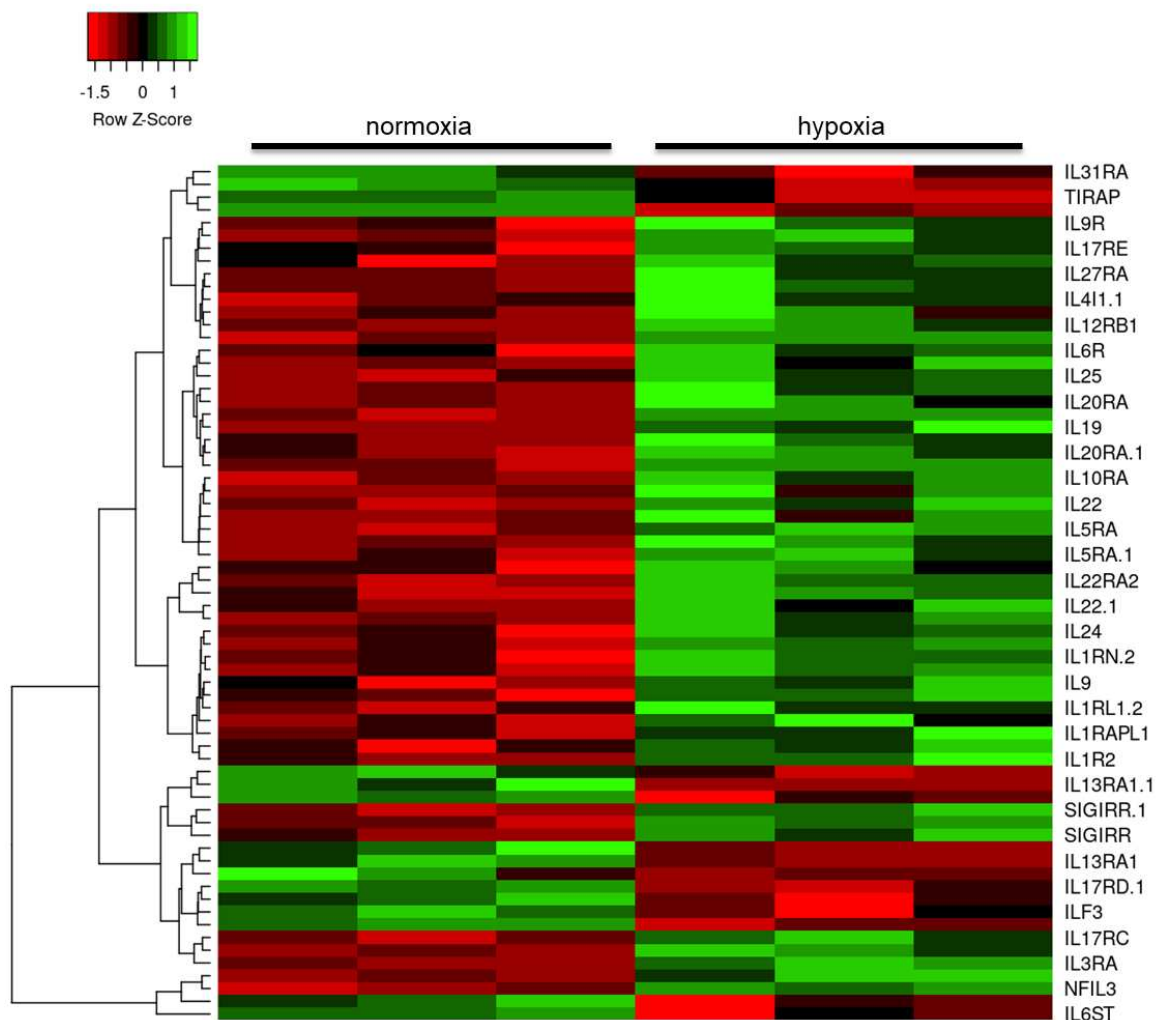 -1.5 0 1
Row Z-Score
normoxia hypoxia
IL31RA
TIRAP
IL9R
IL17RE
IL27RA
IL4I1.1
IL12RB1
IL6R
IL25
IL20RA
IL19
IL20RA.1
IL10RA
IL22
IL5RA
IL5RA.1
IL22RA2
IL22.1
IL24
IL1RN.2
IL9
IL1RL1.2
IL1RAPL1
IL1R2
IL13RA1.1
SIGIRR.1
SIGIRR
IL13RA1
IL17RD.1
ILF3
IL17RC
IL3RA
NFIL3
IL6ST